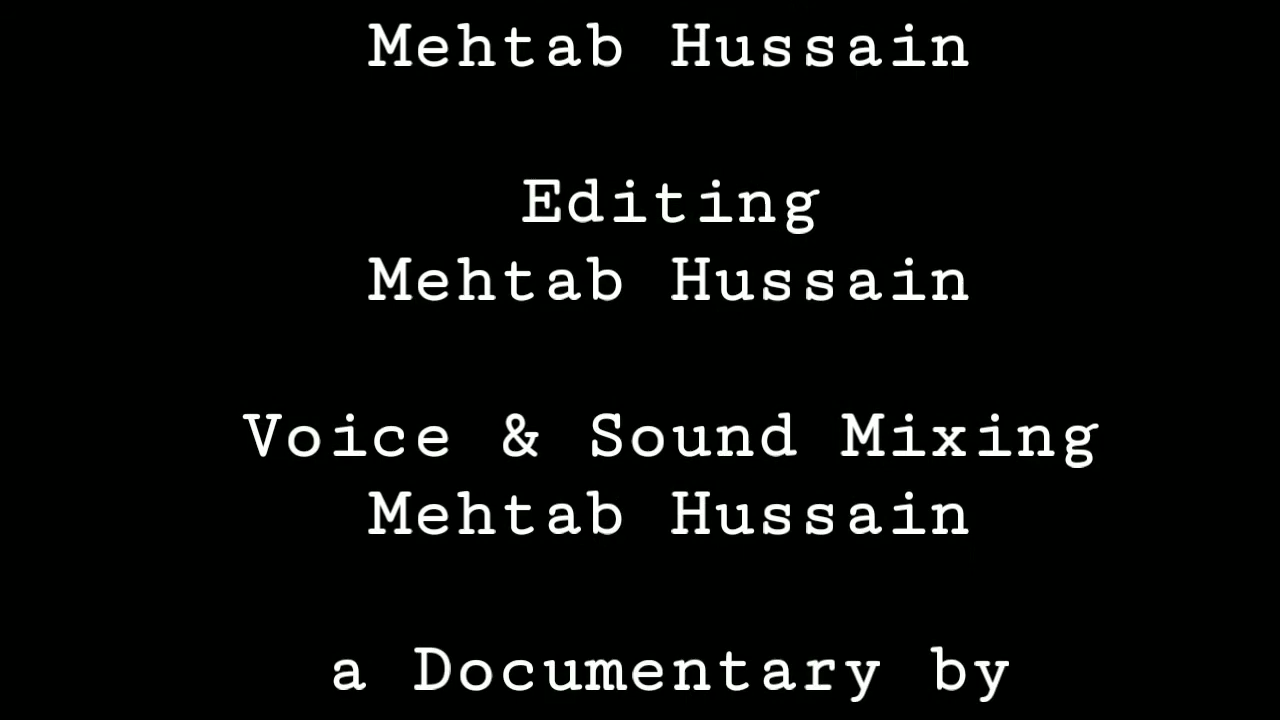 Mehtab Hussain
Editing
Mehtab Hussain
Voice & Sound Mixing
Mehtab Hussain
a Documentary by